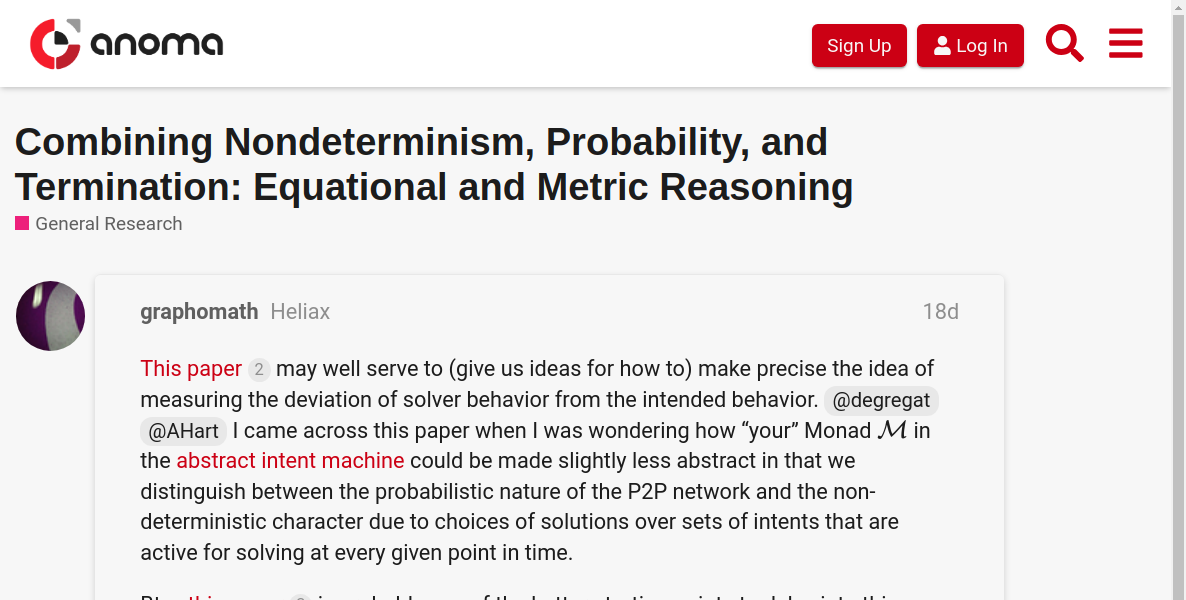 anoma
Sign Up
Log In
Combining Nondeterminism, Probability, and
Termination: Equational and Metric Reasoning
General Research
graphomath Heliax 18d
This paper 2 may well serve to (give us ideas for how to) make precise the idea of
measuring the deviation of solver behavior from the intended behavior. @degregat
@AHart I came across this paper when I was wondering how “your” Monad ℳ in
the abstract intent machine could be made slightly less abstract in that we
distinguish between the probabilistic nature of the P2P network and the non-
deterministic character due to choices of solutions over sets of intents that are
active for solving at every given point in time.